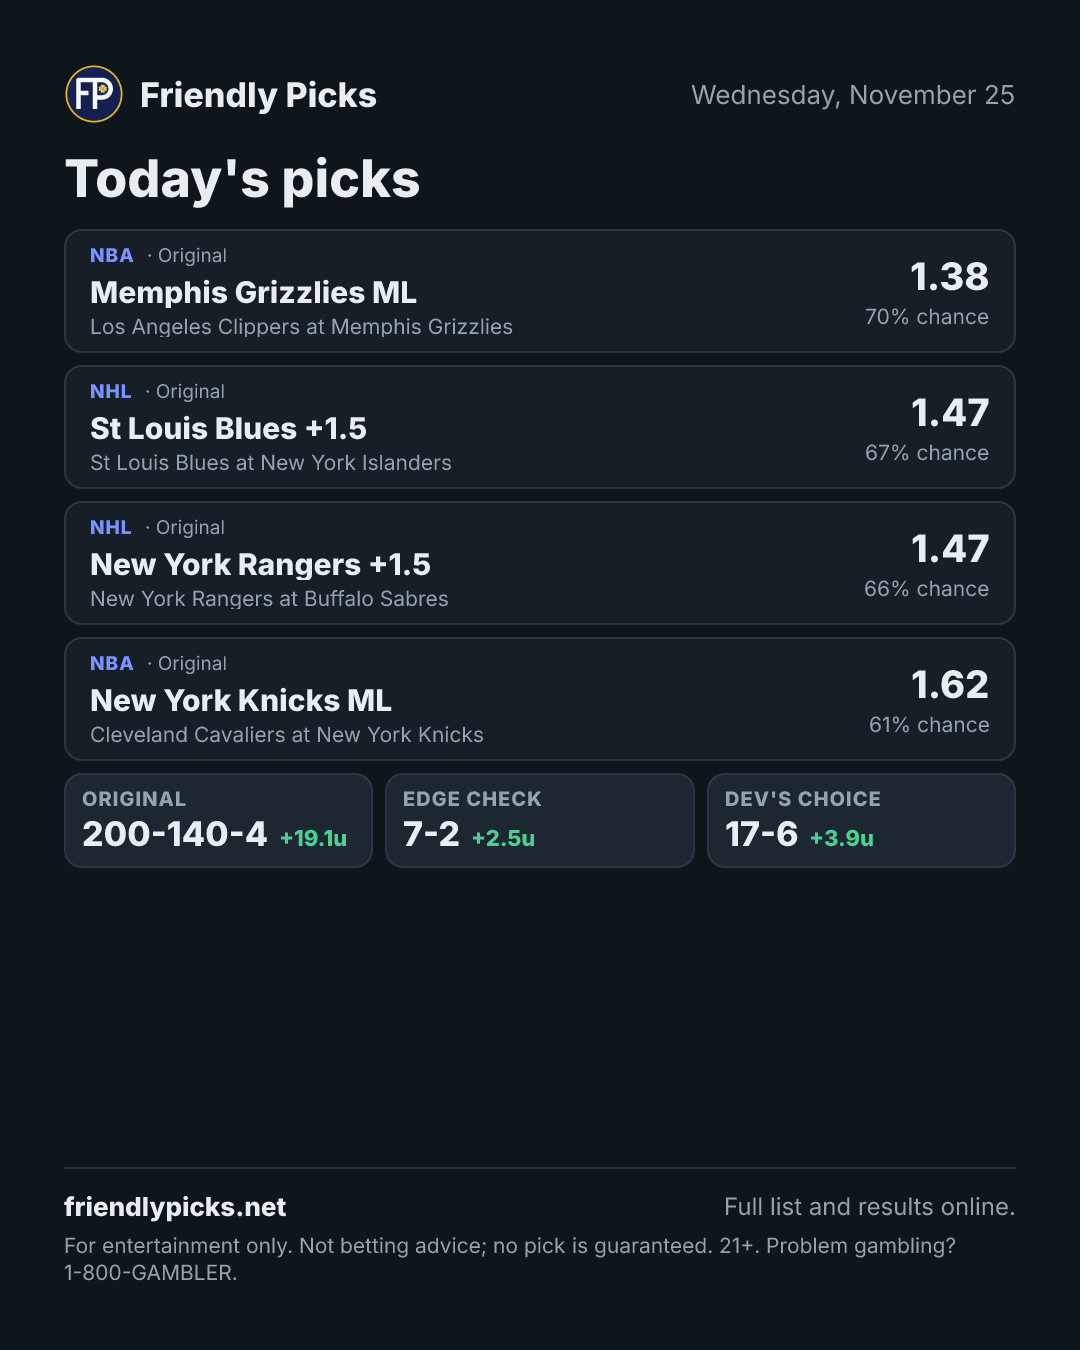 FP Friendly Picks
Wednesday, November 25
Today's picks
NBA · Original
Memphis Grizzlies ML
Los Angeles Clippers at Memphis Grizzlies
1.38
70% chance
NHL · Original
St Louis Blues +1.5
St Louis Blues at New York Islanders
1.47
67% chance
NHL · Original
New York Rangers +1.5
New York Rangers at Buffalo Sabres
1.47
66% chance
NBA · Original
New York Knicks ML
Cleveland Cavaliers at New York Knicks
1.62
61% chance
ORIGINAL
200-140-4 +19.1u
EDGE CHECK
7-2 +2.5u
DEV'S CHOICE
17-6 +3.9u
friendlypicks.net
Full list and results online.
For entertainment only. Not betting advice; no pick is guaranteed. 21+. Problem gambling?
1-800-GAMBLER.